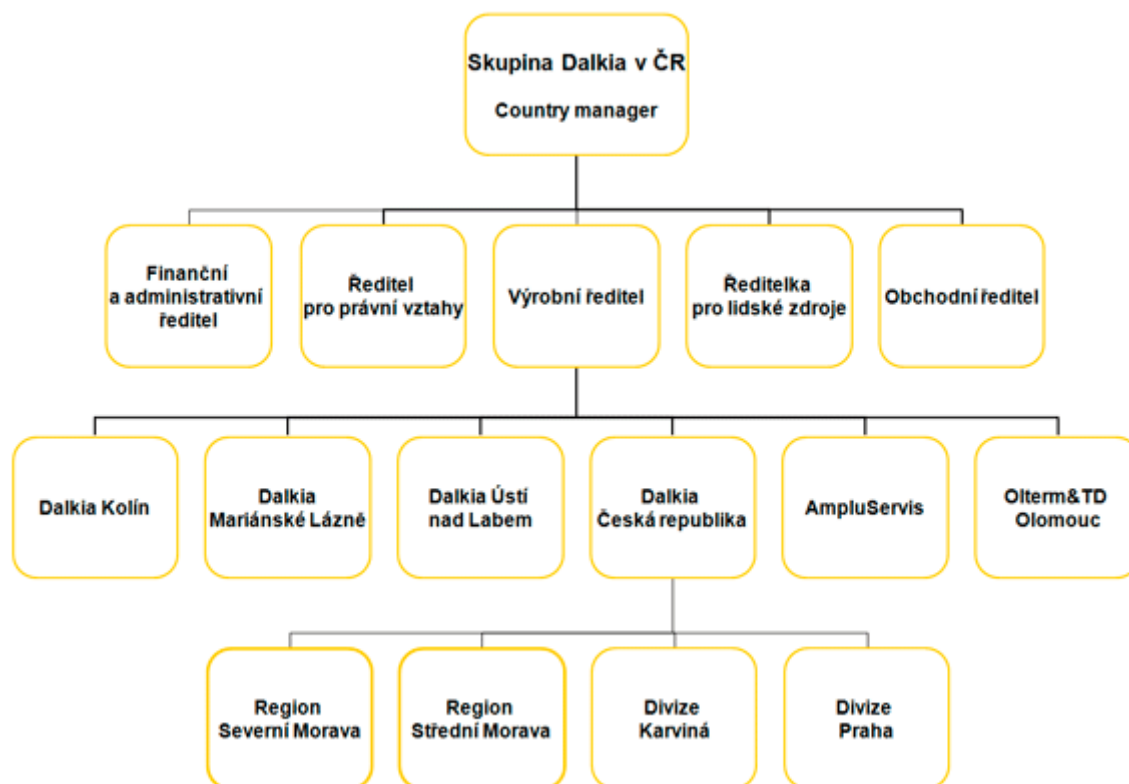 Skupina Dalkia v ČR
Country manager
Finanční
a administrativní
ředitel
Ředitel
pro právní vztahy
Výrobní ředitel
Ředitelka
pro lidské zdroje
Obchodní ředitel
Dalkia Kolín
Dalkia
Mariánské Lázně
Dalkia Ústí
nad Labem
Dalkia
Česká republika
AmpluServis
Olterm&TD
Olomouc
Region
Severní Morava
Region
Střední Morava
Divize
Karviná
Divize
Praha